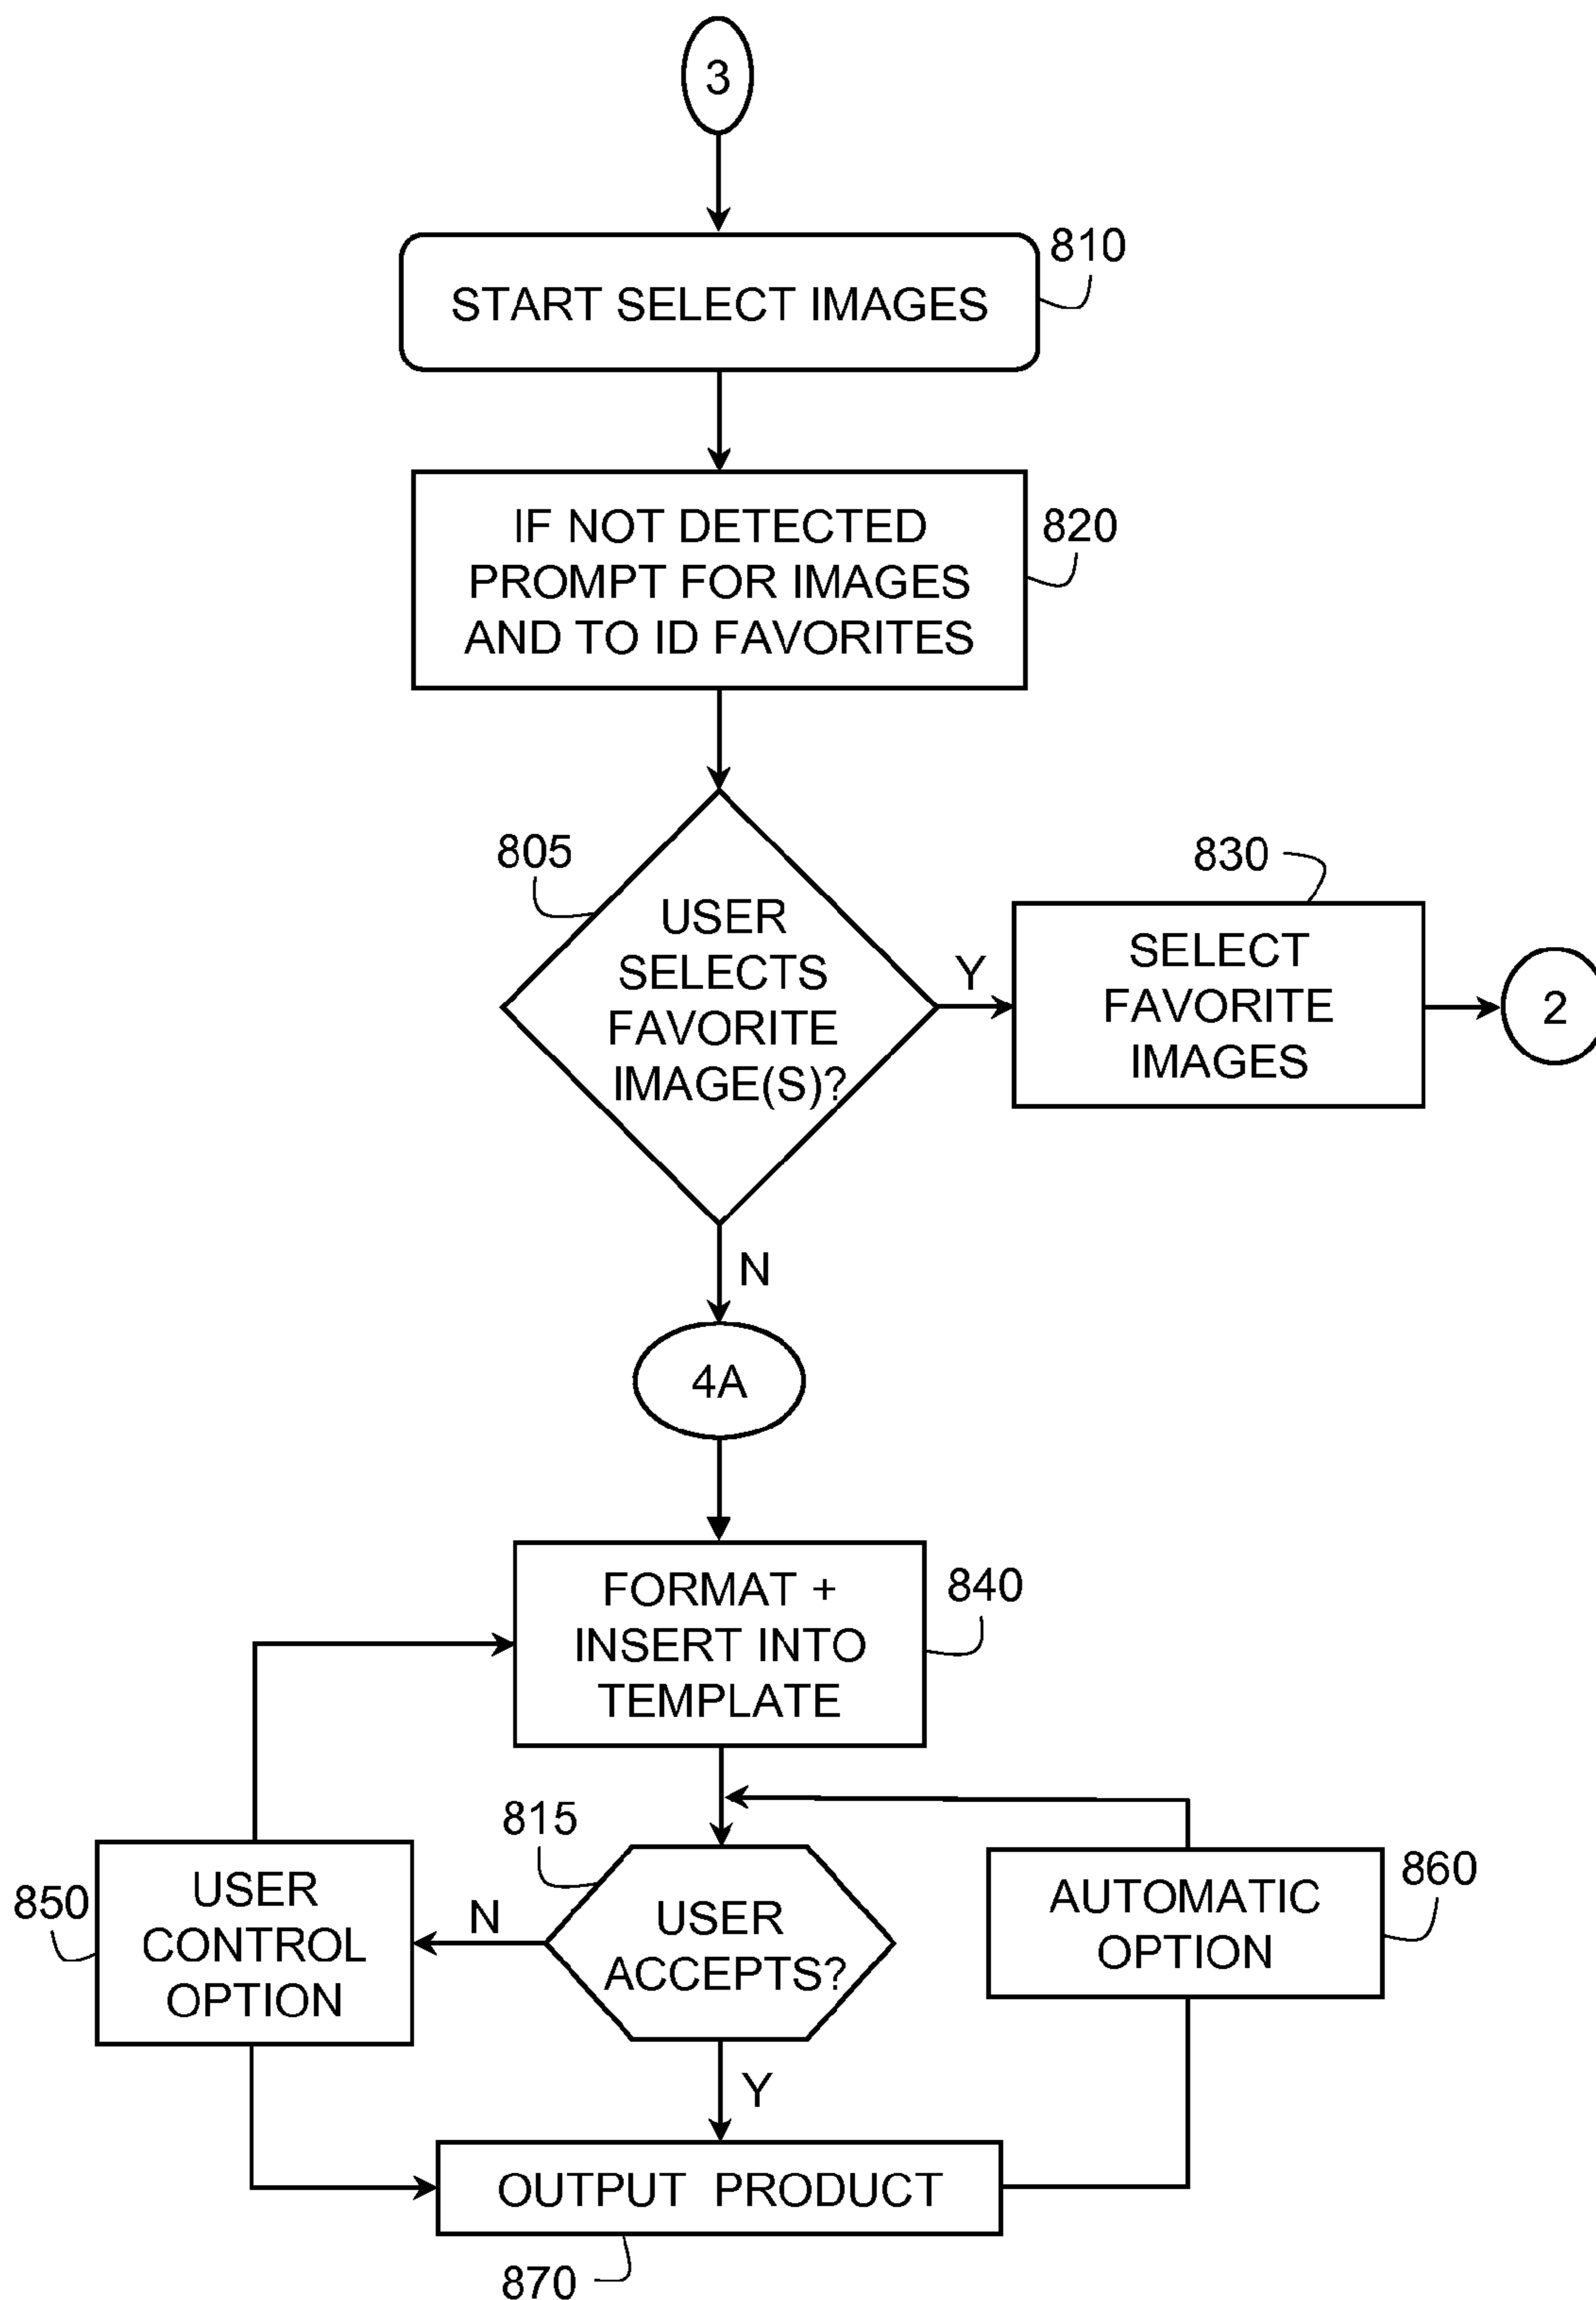 3
START SELECT IMAGES
810
IF NOT DETECTED
PROMPT FOR IMAGES
AND TO ID FAVORITES
820
805
USER
SELECTS
FAVORITE
IMAGE(S)?
Y
830
SELECT
FAVORITE
IMAGES
2
N
4A
FORMAT +
INSERT INTO
TEMPLATE
840
815
USER
ACCEPTS?
N
850
USER
CONTROL
OPTION
AUTOMATIC
OPTION
860
Y
OUTPUT PRODUCT
870